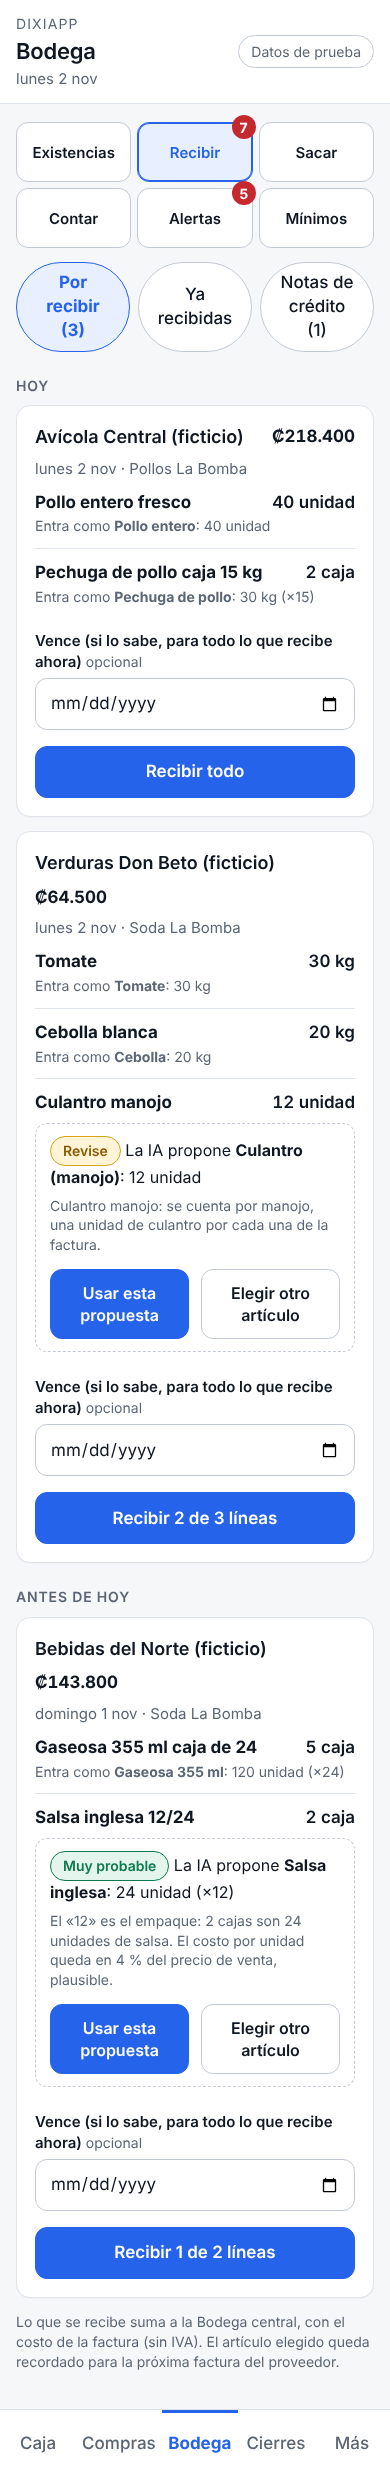 DIXIAPP
Bodega
lunes 2 nov
Datos de prueba
Existencias
Recibir
7
Sacar
Contar
Alertas
5
Mínimos
Por
recibir
(3)
Ya
recibidas
Notas de
crédito
(1)
HOY
Avícola Central (ficticio) ₡218.400
lunes 2 nov · Pollos La Bomba
Pollo entero fresco 40 unidad
Entra como Pollo entero: 40 unidad
Pechuga de pollo caja 15 kg 2 caja
Entra como Pechuga de pollo: 30 kg (×15)
Vence (si lo sabe, para todo lo que recibe
ahora) opcional
mm/dd/yyyy
Recibir todo
Verduras Don Beto (ficticio)
₡64.500
lunes 2 nov · Soda La Bomba
Tomate 30 kg
Entra como Tomate: 30 kg
Cebolla blanca 20 kg
Entra como Cebolla: 20 kg
Culantro manojo 12 unidad
Revise La IA propone Culantro
(manojo): 12 unidad
Culantro manojo: se cuenta por manojo,
una unidad de culantro por cada una de la
factura.
Usar esta
propuesta
Elegir otro
artículo
Vence (si lo sabe, para todo lo que recibe
ahora) opcional
mm/dd/yyyy
Recibir 2 de 3 líneas
ANTES DE HOY
Bebidas del Norte (ficticio)
₡143.800
domingo 1 nov · Soda La Bomba
Gaseosa 355 ml caja de 24 5 caja
Entra como Gaseosa 355 ml: 120 unidad (×24)
Salsa inglesa 12/24 2 caja
Muy probable La IA propone Salsa
inglesa: 24 unidad (×12)
El «12» es el empaque: 2 cajas son 24
unidades de salsa. El costo por unidad
queda en 4 % del precio de venta,
plausible.
Usar esta
propuesta
Elegir otro
artículo
Vence (si lo sabe, para todo lo que recibe
ahora) opcional
mm/dd/yyyy
Recibir 1 de 2 líneas
Lo que se recibe suma a la Bodega central, con el
costo de la factura (sin IVA). El artículo elegido queda
recordado para la próxima factura del proveedor.
Caja Compras Bodega Cierres Más